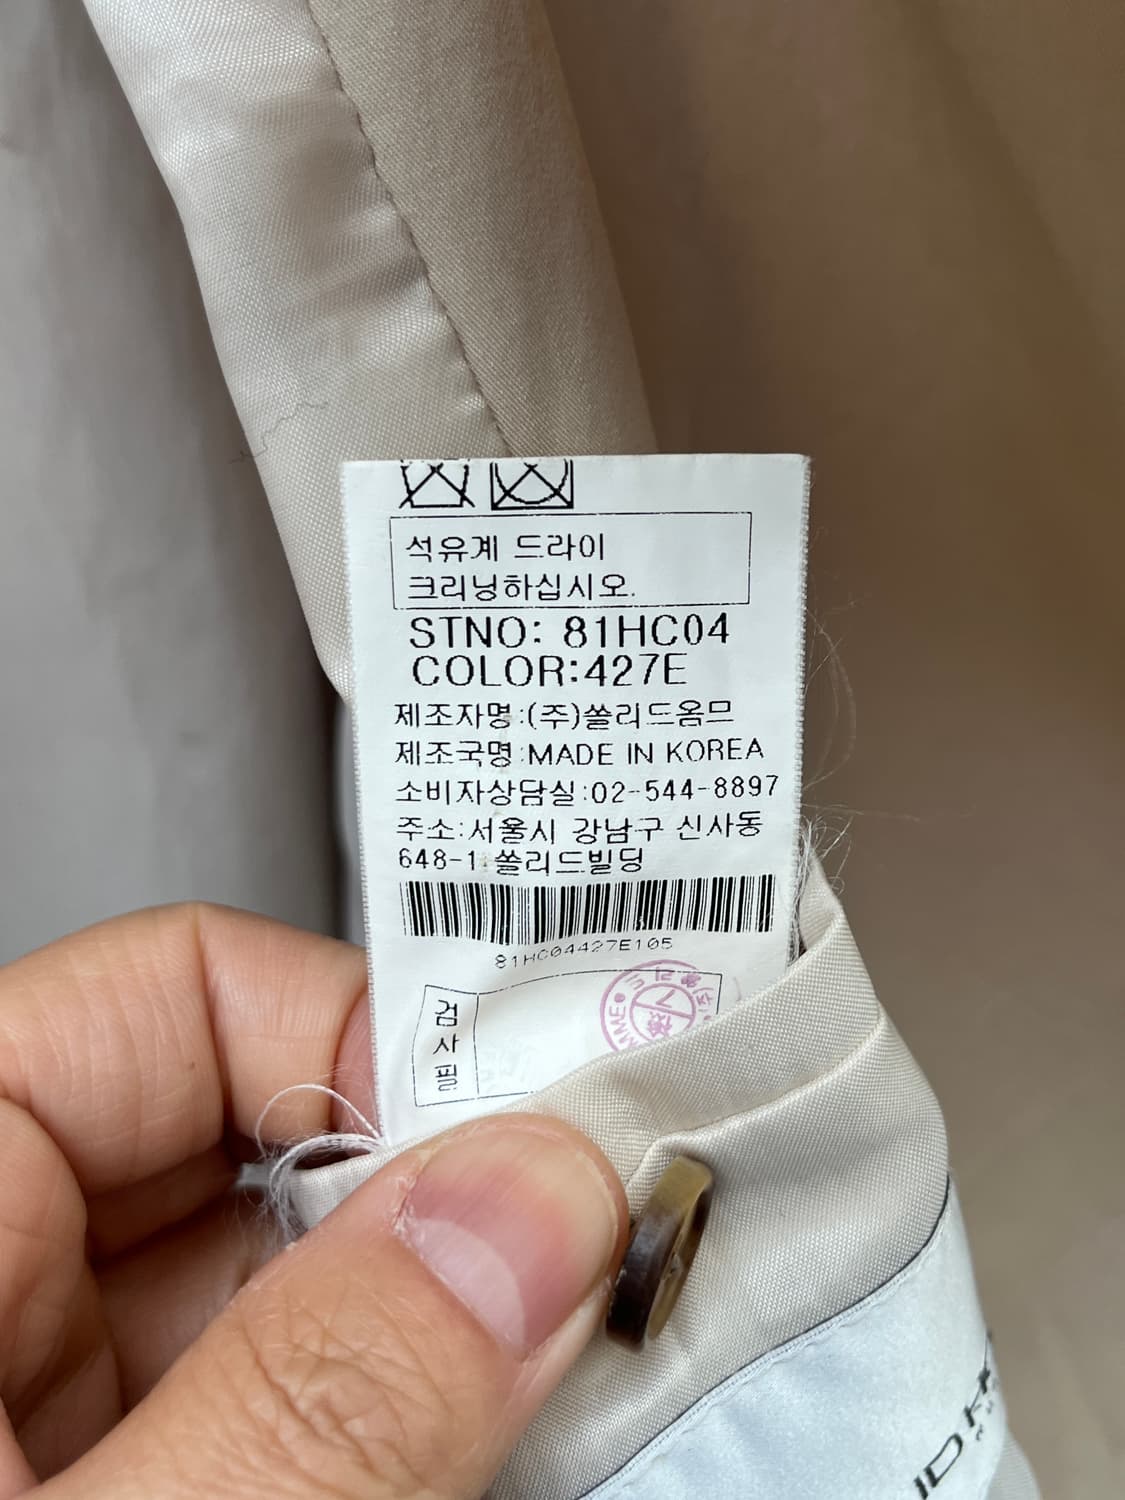 석유계 드라이
크리닝하십시오.
STNO: 81HC04
COLOR:427E
제조자명:(주)쏠리드옴므
제조국명:MADE IN KOREA
소비자상담실:02-544-8897
주소:서울시 강남구 신사동
648-1 쏠리드빌딩
81HC04427E105
검
사
필